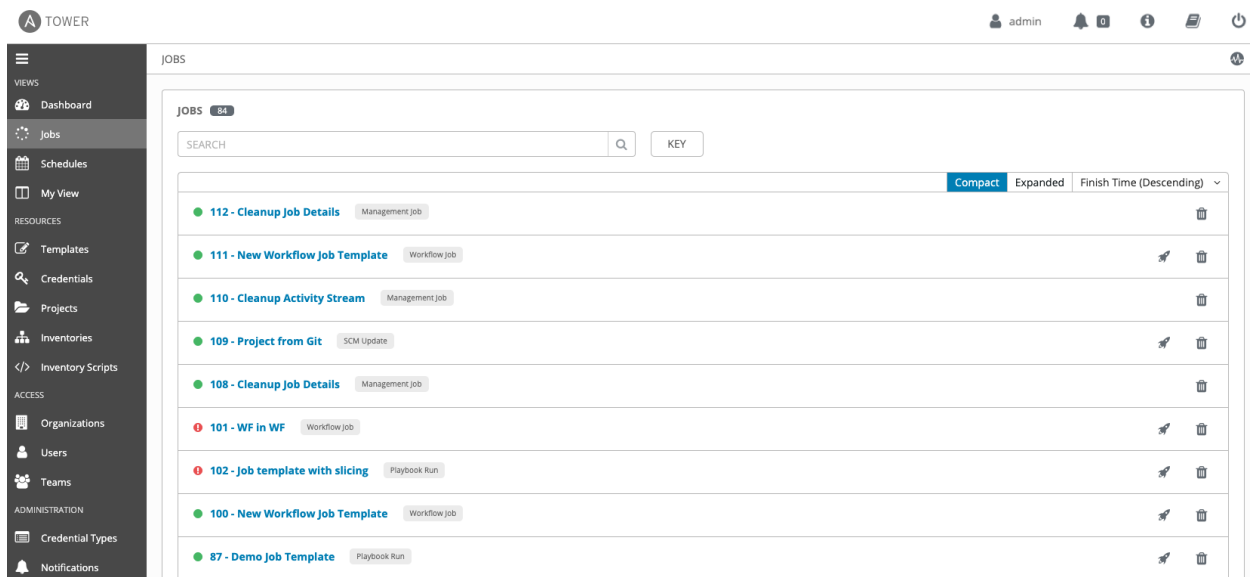 A TOWER
admin
0
JOBS
VIEWS
Dashboard
Jobs
Schedules
My View
RESOURCES
Templates
Credentials
Projects
Inventories
Inventory Scripts
ACCESS
Organizations
Users
Teams
ADMINISTRATION
Credential Types
Notifications
JOBS 84
SEARCH
KEY
Compact Expanded Finish Time (Descending)
112 - Cleanup Job Details Management Job
111 - New Workflow Job Template Workflow Job
110 - Cleanup Activity Stream Management Job
109 - Project from Git SCM Update
108 - Cleanup Job Details Management Job
101 - WF in WF Workflow Job
102 - Job template with slicing Playbook Run
100 - New Workflow Job Template Workflow Job
87 - Demo Job Template Playbook Run